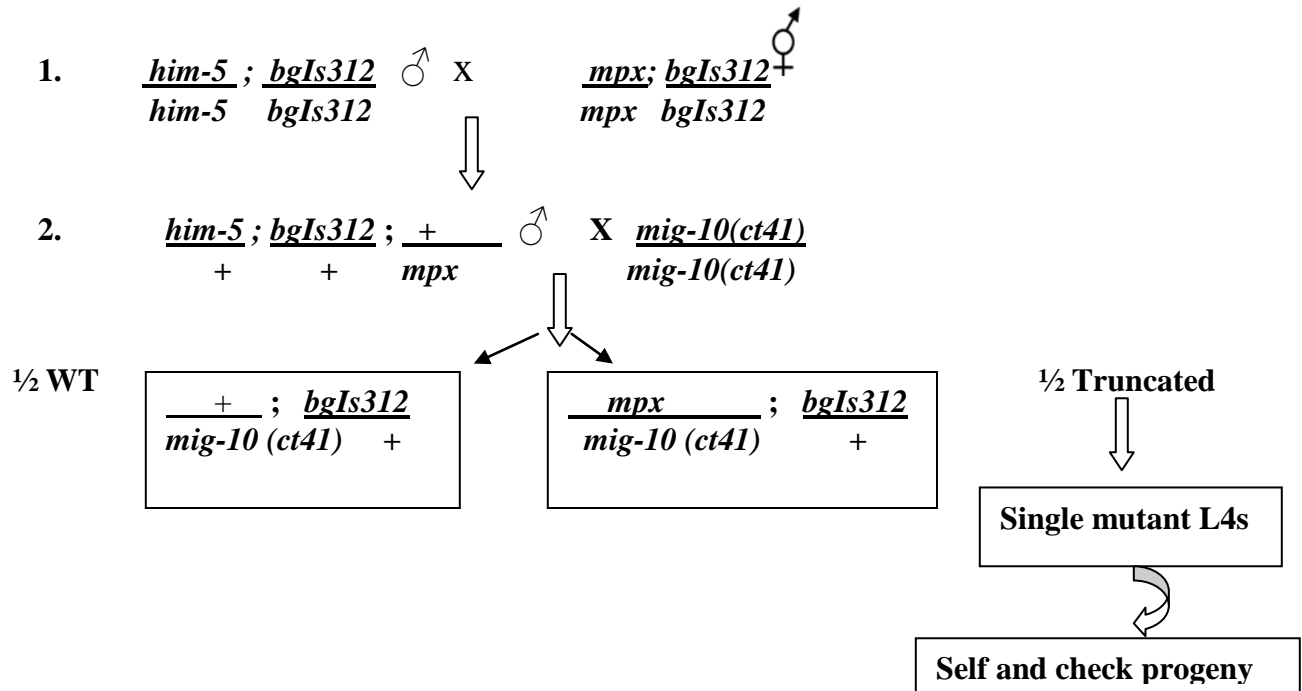 1. him-5 ; bgIs312 ♂ X mpx; bgIs312 ⚥
him-5 bgIs312 mpx bgIs312
2. him-5 ; bgIs312 ; + ♂ X mig-10(ct41)
+ + mpx mig-10(ct41)
½ WT ½ Truncated
+ ; bgIs312 mpx ; bgIs312
mig-10 (ct41) + mig-10 (ct41) +
Single mutant L4s
Self and check progeny